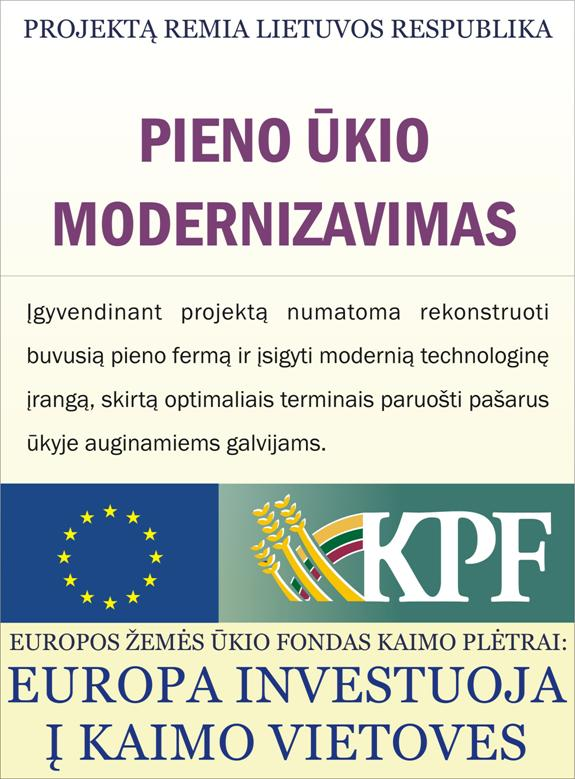 PROJEKTĄ REMIA LIETUVOS RESPUBLIKA
PIENO ŪKIO
MODERNIZAVIMAS
Įgyvendinant projektą numatoma rekonstruoti
buvusią pieno fermą ir įsigyti modernią technologinę
įrangą, skirtą optimaliais terminais paruošti pašarus
ūkyje auginamiems galvijams.
KPF
EUROPOS ŽEMĖS ŪKIO FONDAS KAIMO PLĖTRAI:
EUROPA INVESTUOJA
Į KAIMO VIETOVES